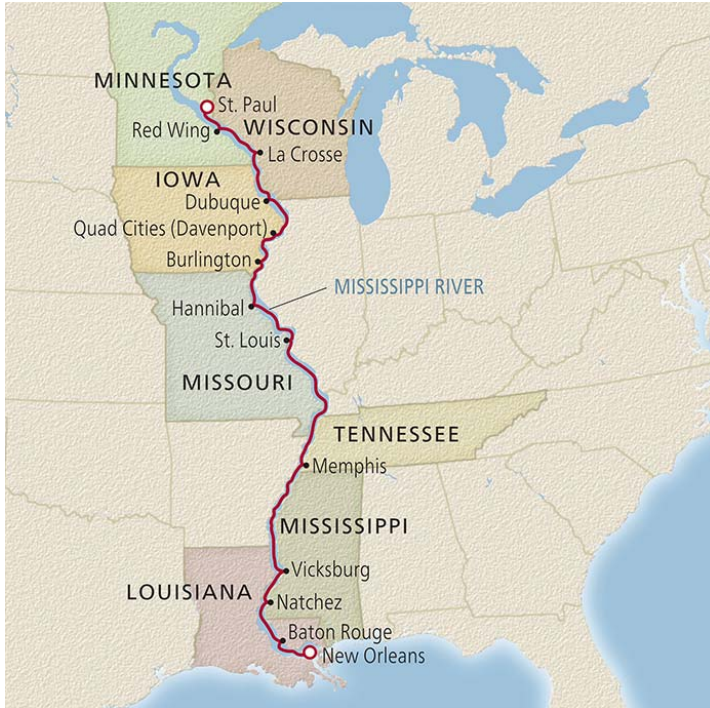 MINNESOTA
St. Paul
Red Wing
WISCONSIN
La Crosse
IOWA
Dubuque
Quad Cities (Davenport)
Burlington
MISSISSIPPI RIVER
Hannibal
St. Louis
MISSOURI
TENNESSEE
Memphis
MISSISSIPPI
Vicksburg
LOUISIANA
Natchez
Baton Rouge
New Orleans